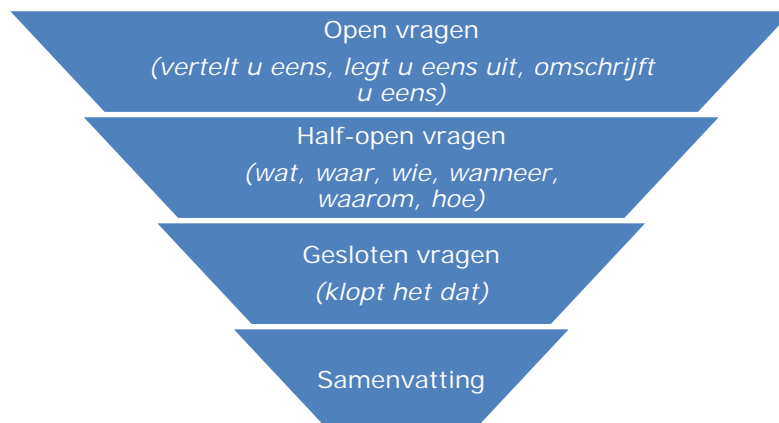 Open vragen
(vertelt u eens, legt u eens uit, omschrijft
u eens)
Half-open vragen
(wat, waar, wie, wanneer,
waarom, hoe)
Gesloten vragen
(klopt het dat)
Samenvatting